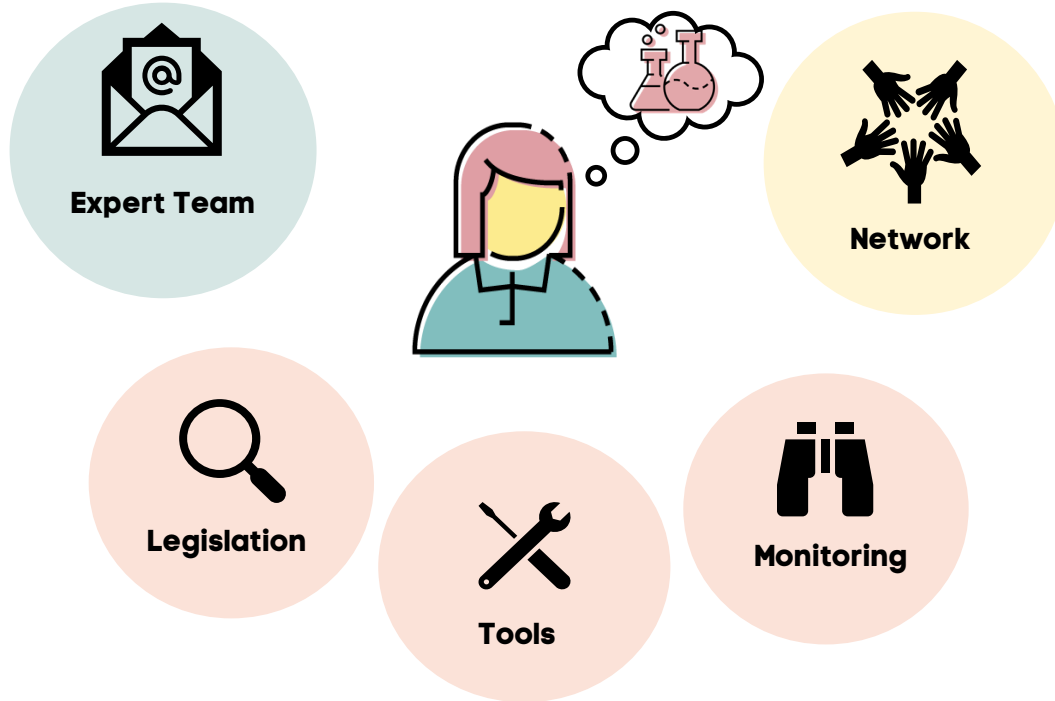 @
Expert Team
Network
Legislation
Monitoring
Tools